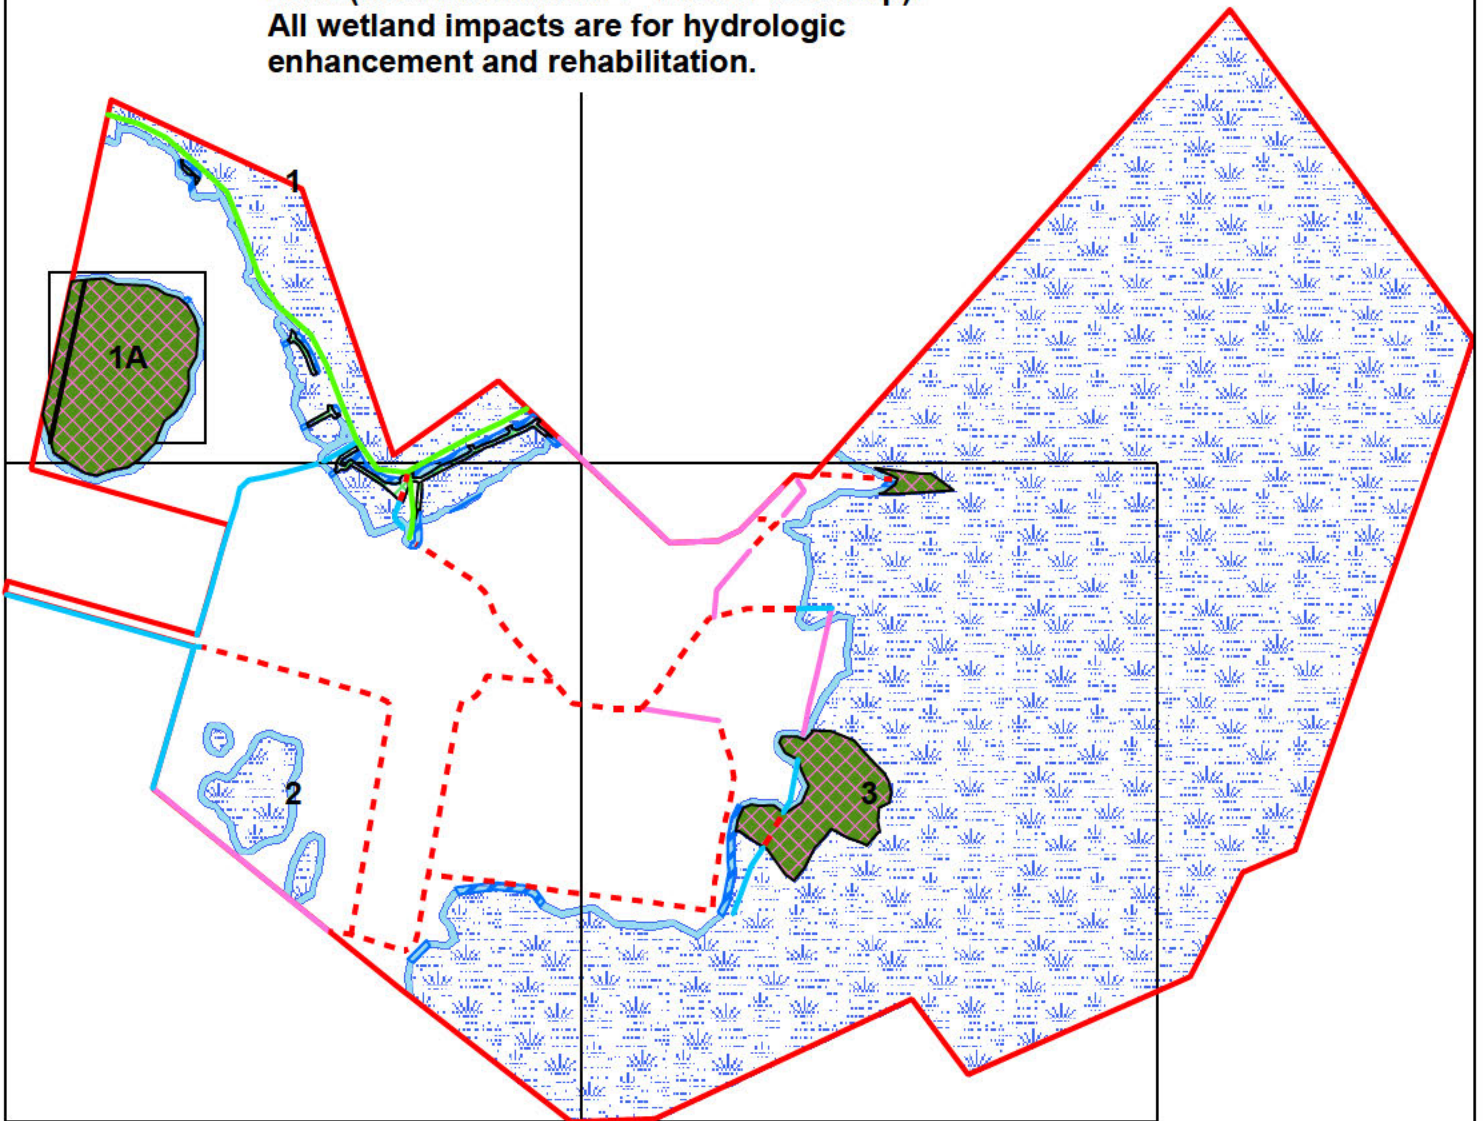 All wetland impacts are for hydrologic
enhancement and rehabilitation.
1
1A
2
3